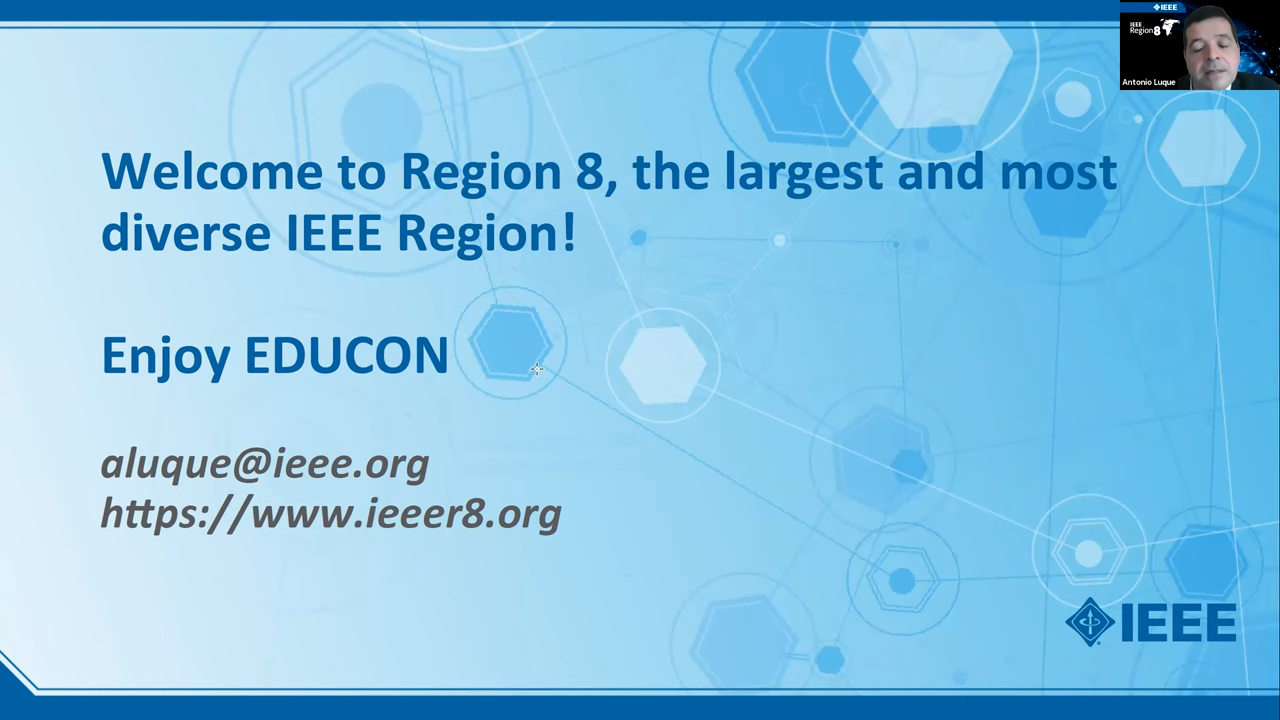 IEEE
IEEE
Region 8
Antonio Luque
Welcome to Region 8, the largest and most
diverse IEEE Region!
Enjoy EDUCON
aluque@ieee.org
https://www.ieeer8.org
IEEE